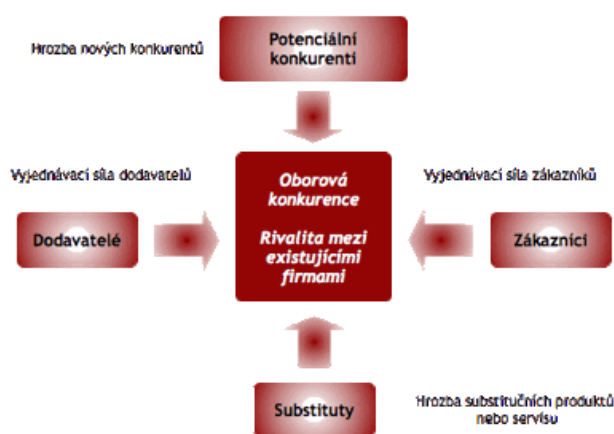 Potenciální
konkurenti
Hrozba nových konkurentů
Vyjednávací síla dodavatelů
Vyjednávací síla zákazníků
Oborová
konkurence
Rivalita mezi
existujícími
firmami
Dodavatelé
Zákazníci
Substituty
Hrozba substitučních produktů
nebo servisu